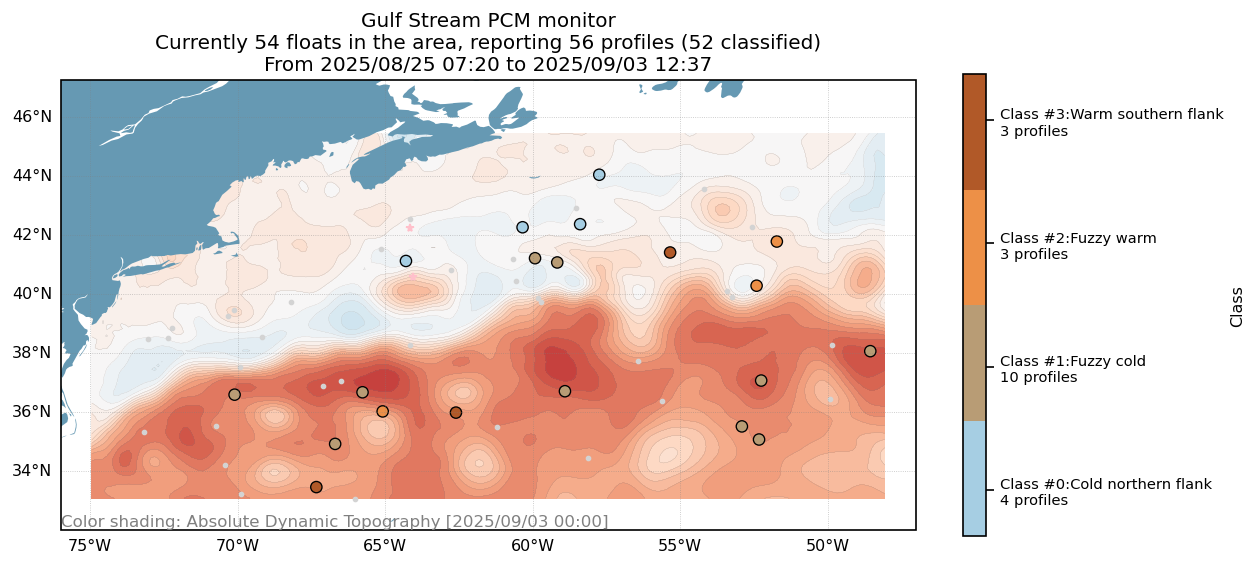 Gulf Stream PCM monitor
Currently 54 floats in the area, reporting 56 profiles (52 classified)
From 2025/08/25 07:20 to 2025/09/03 12:37
46°N
44°N
42°N
40°N
38°N
36°N
34°N
Color shading: Absolute Dynamic Topography [2025/09/03 00:00]
75°W
70°W
65°W
60°W
55°W
50°W
Class #3:Warm southern flank
3 profiles
Class #2:Fuzzy warm
3 profiles
Class #1:Fuzzy cold
10 profiles
Class #0:Cold northern flank
4 profiles
Class